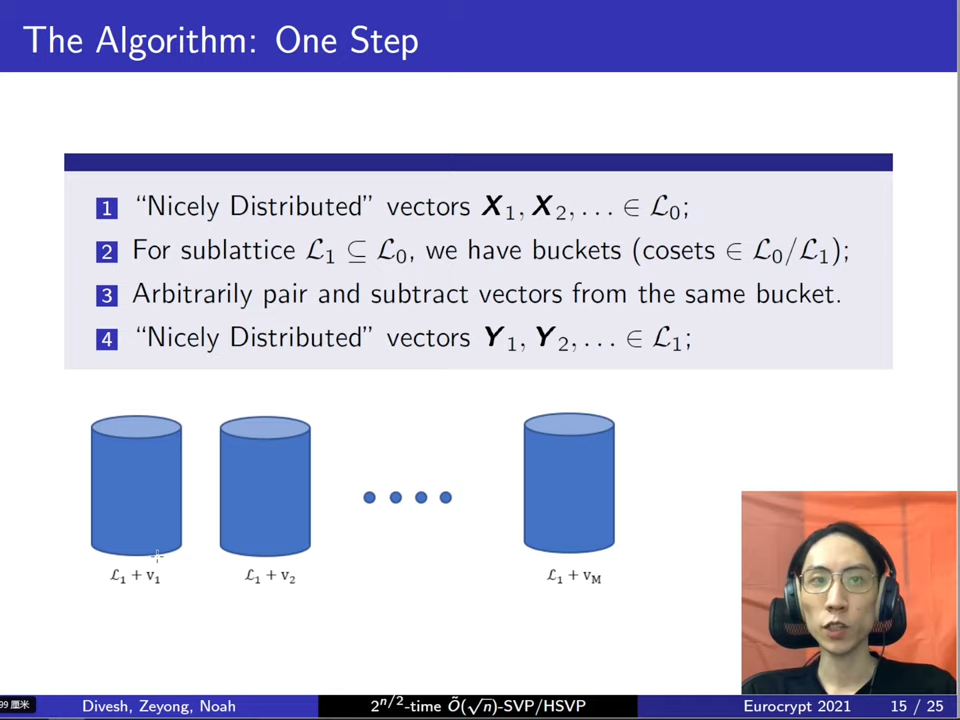 The Algorithm: One Step
1 “Nicely Distributed” vectors X₁, X₂, … ∈ ℒ₀;
2 For sublattice ℒ₁ ⊆ ℒ₀, we have buckets (cosets ∈ ℒ₀/ℒ₁);
3 Arbitrarily pair and subtract vectors from the same bucket.
4 “Nicely Distributed” vectors Y₁, Y₂, … ∈ ℒ₁;
ℒ₁ + v₁ ℒ₁ + v₂ ℒ₁ + v_M
99 厘米 Divesh, Zeyong, Noah 2^{n/2}-time Õ(√n)-SVP/HSVP Eurocrypt 2021 15 / 25